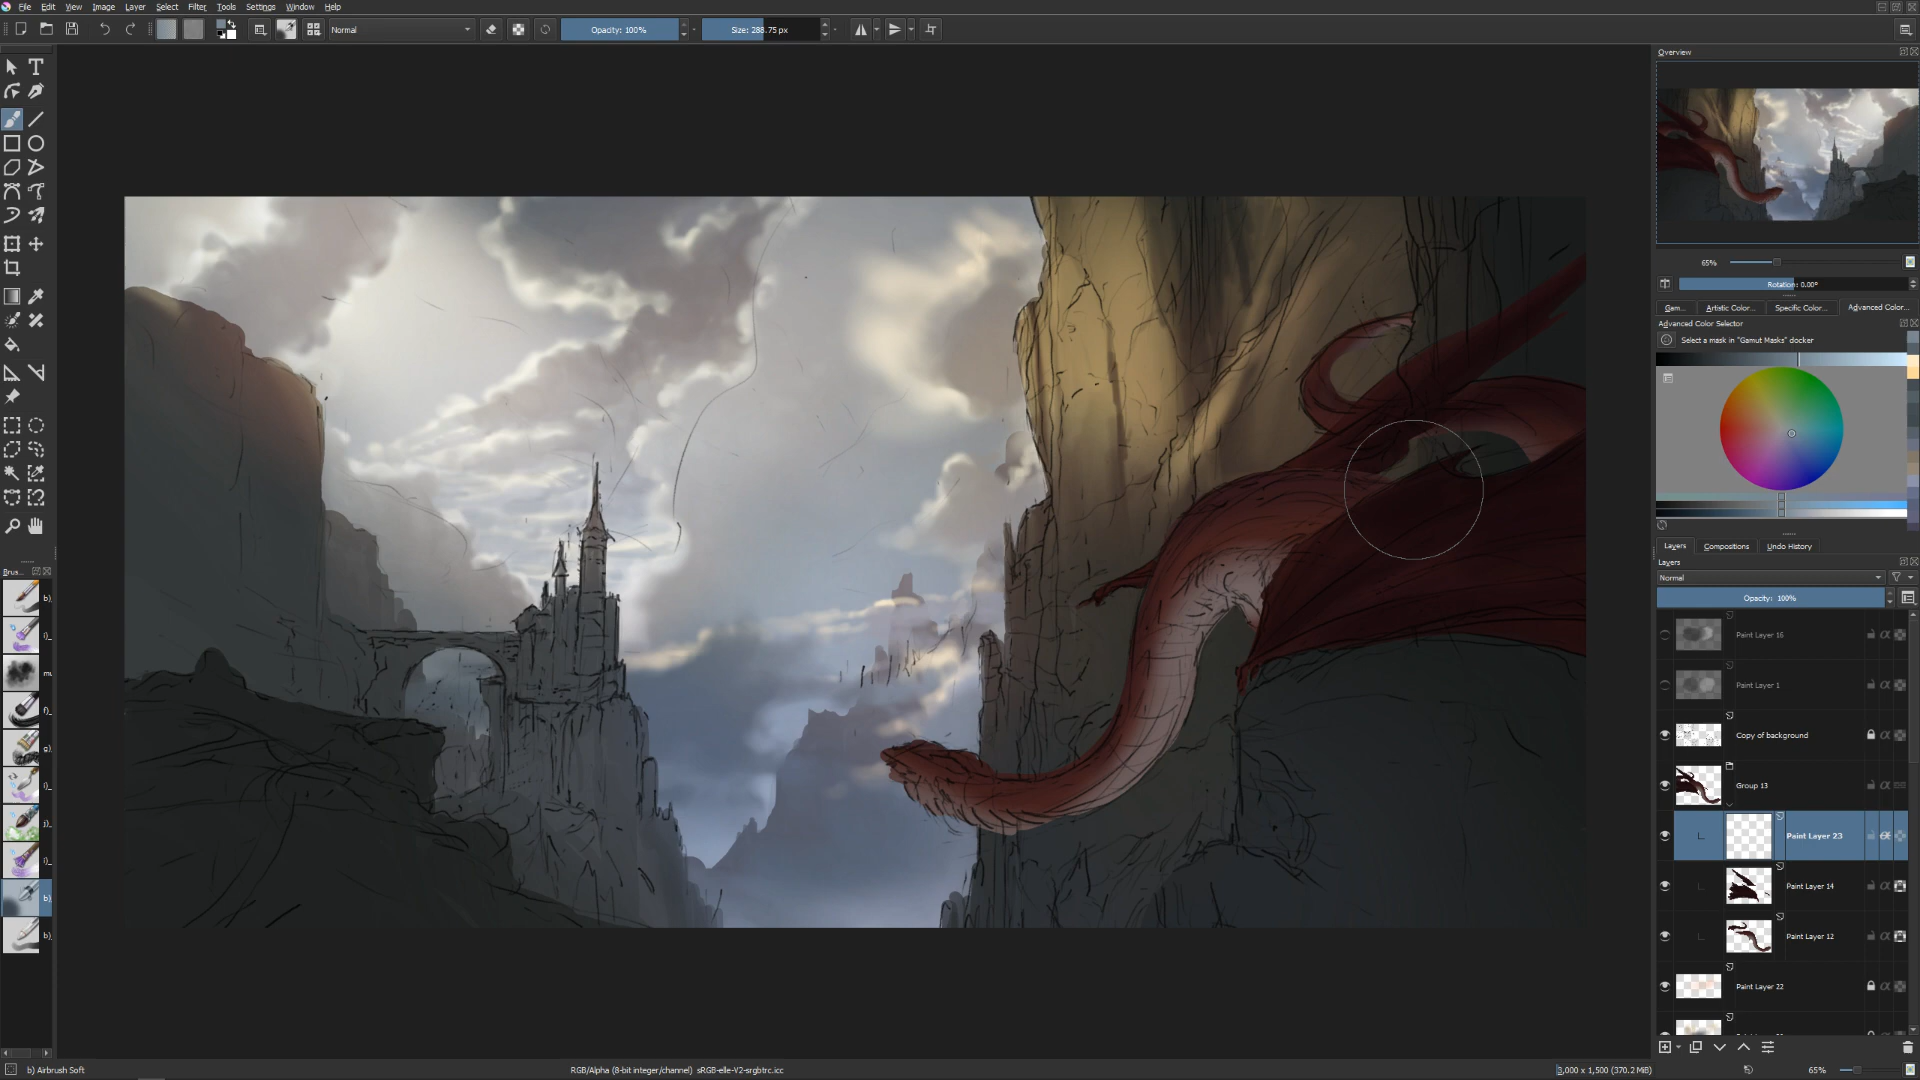 File Edit View Image Layer Select Filter Tools Settings Window Help
Normal Opacity: 100% Size: 288.75 px
Overview
65%
Rotation: 0.00°
Gam... Artistic Color... Specific Color... Advanced Color...
Advanced Color Selector
Select a mask in "Gamut Masks" docker
Layers Compositions Undo History
Layers
Normal
Opacity: 100%
Paint Layer 16
Paint Layer 1
Copy of background
Group 13
Paint Layer 23
Paint Layer 14
Paint Layer 12
Paint Layer 22
Brus...
b)
i)
mu
f)
g)
i)
j)
i)
b)
b)
b) Airbrush Soft RGB/Alpha (8-bit integer/channel) sRGB-elle-V2-srgbtrc.icc 3,000 x 1,500 (370.2 MiB) 65%